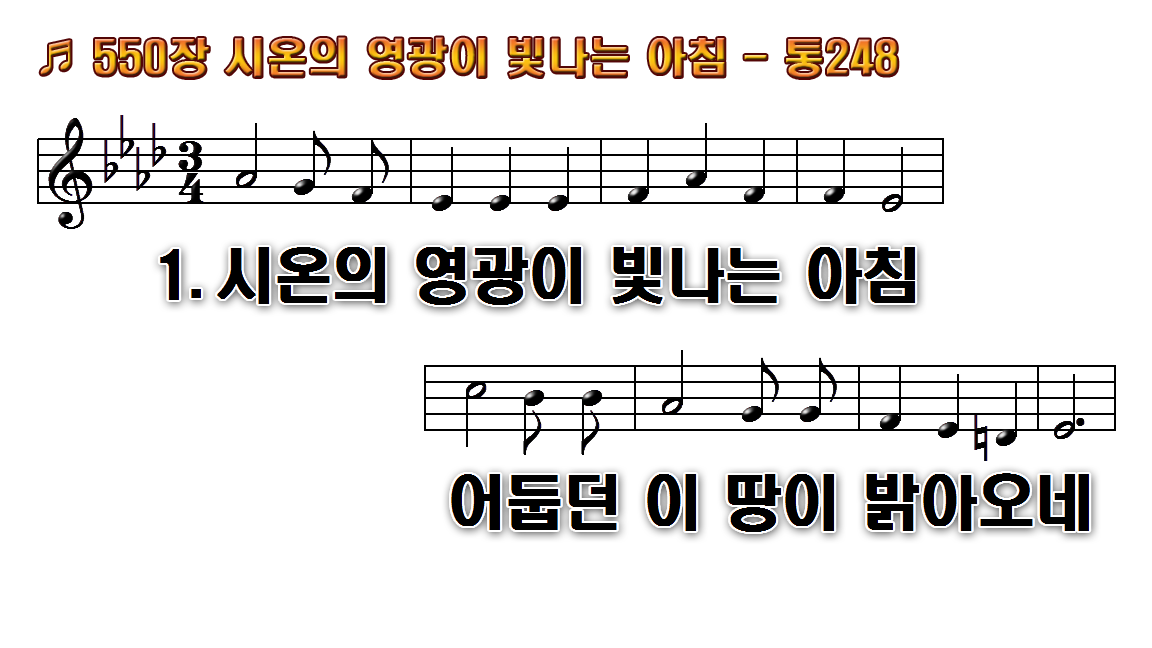 ♬ 550장 시온의 영광이 빛나는 아침 - 통248
3
4
1. 시온의 영광이 빛나는 아침
어둡던 이 땅이 밝아오네